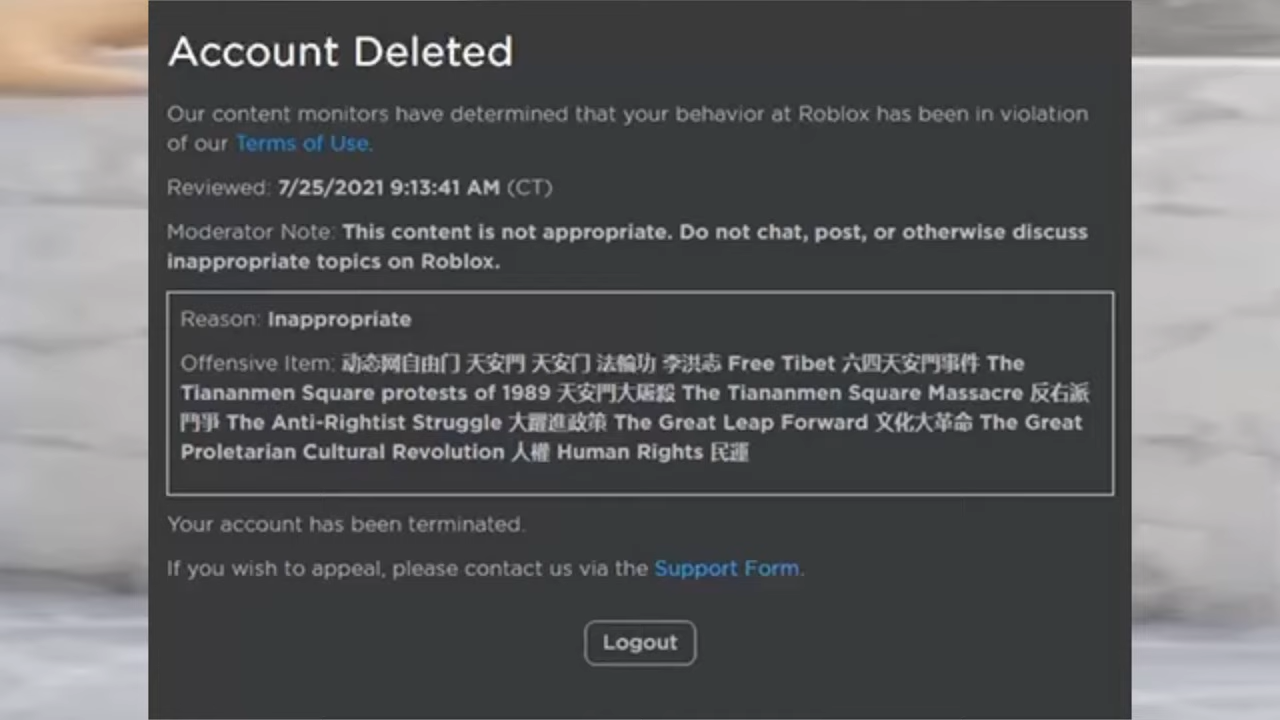 Account Deleted
Our content monitors have determined that your behavior at Roblox has been in violation
of our Terms of Use.
Reviewed: 7/25/2021 9:13:41 AM (CT)
Moderator Note: This content is not appropriate. Do not chat, post, or otherwise discuss
inappropriate topics on Roblox.
Reason: Inappropriate
Offensive Item: 动态网自由门 天安門 天安门 法輪功 李洪志 Free Tibet 六四天安門事件 The
Tiananmen Square protests of 1989 天安門大屠殺 The Tiananmen Square Massacre 反右派
鬥爭 The Anti-Rightist Struggle 大躍進政策 The Great Leap Forward 文化大革命 The Great
Proletarian Cultural Revolution 人權 Human Rights 民運
Your account has been terminated.
If you wish to appeal, please contact us via the Support Form.
Logout